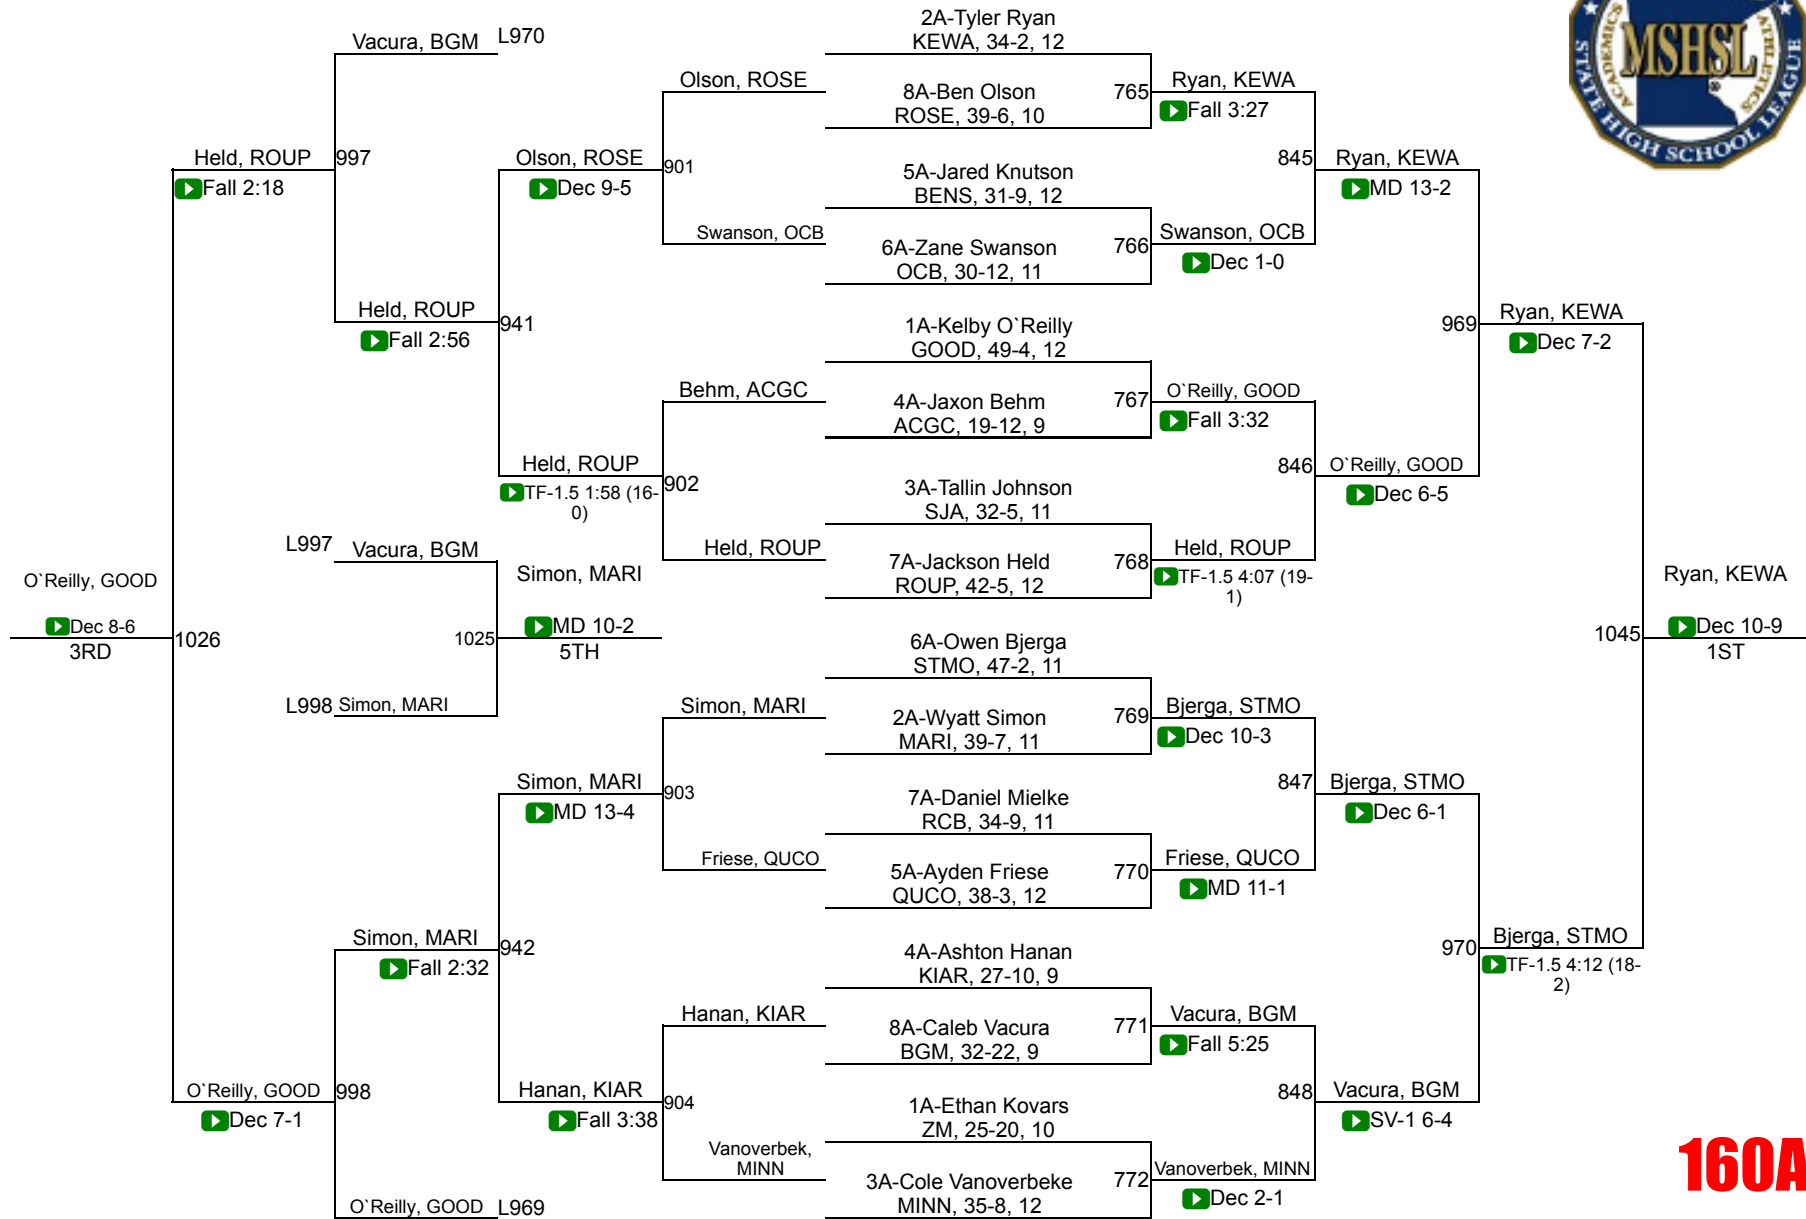 2A-Tyler Ryan
KEWA, 34-2, 12
Vacura, BGM L970
Olson, ROSE
8A-Ben Olson
ROSE, 39-6, 10
765
Ryan, KEWA
Fall 3:27
Held, ROUP
Fall 2:18
997
Olson, ROSE
Dec 9-5
901
5A-Jared Knutson
BENS, 31-9, 12
845
Ryan, KEWA
MD 13-2
Swanson, OCB
6A-Zane Swanson
OCB, 30-12, 11
766
Swanson, OCB
Dec 1-0
Held, ROUP
Fall 2:56
941
1A-Kelby O`Reilly
GOOD, 49-4, 12
969
Ryan, KEWA
Dec 7-2
Behm, ACGC
4A-Jaxon Behm
ACGC, 19-12, 9
767
O`Reilly, GOOD
Fall 3:32
Held, ROUP
TF-1.5 1:58 (16-
0)
902
3A-Tallin Johnson
SJA, 32-5, 11
846
O`Reilly, GOOD
Dec 6-5
L997 Vacura, BGM
Held, ROUP
7A-Jackson Held
ROUP, 42-5, 12
768
Held, ROUP
TF-1.5 4:07 (19-
1)
O`Reilly, GOOD
Dec 8-6
3RD
1026
Simon, MARI
1025
MD 10-2
5TH
6A-Owen Bjerga
STMO, 47-2, 11
1045
Ryan, KEWA
Dec 10-9
1ST
L998 Simon, MARI
Simon, MARI
2A-Wyatt Simon
MARI, 39-7, 11
769
Bjerga, STMO
Dec 10-3
Simon, MARI
MD 13-4
903
7A-Daniel Mielke
RCB, 34-9, 11
847
Bjerga, STMO
Dec 6-1
Friese, QUCO
5A-Ayden Friese
QUCO, 38-3, 12
770
Friese, QUCO
MD 11-1
Simon, MARI
Fall 2:32
942
4A-Ashton Hanan
KIAR, 27-10, 9
970
Bjerga, STMO
TF-1.5 4:12 (18-
2)
Hanan, KIAR
8A-Caleb Vacura
BGM, 32-22, 9
771
Vacura, BGM
Fall 5:25
O`Reilly, GOOD
Dec 7-1
998
Hanan, KIAR
Fall 3:38
904
1A-Ethan Kovars
ZM, 25-20, 10
848
Vacura, BGM
SV-1 6-4
Vanoverbek,
MINN
3A-Cole Vanoverbeke
MINN, 35-8, 12
772
Vanoverbek, MINN
Dec 2-1
O`Reilly, GOOD L969
160A
MSHSL
ACADEMICS
ATHLETICS
STATE HIGH SCHOOL LEAGUE